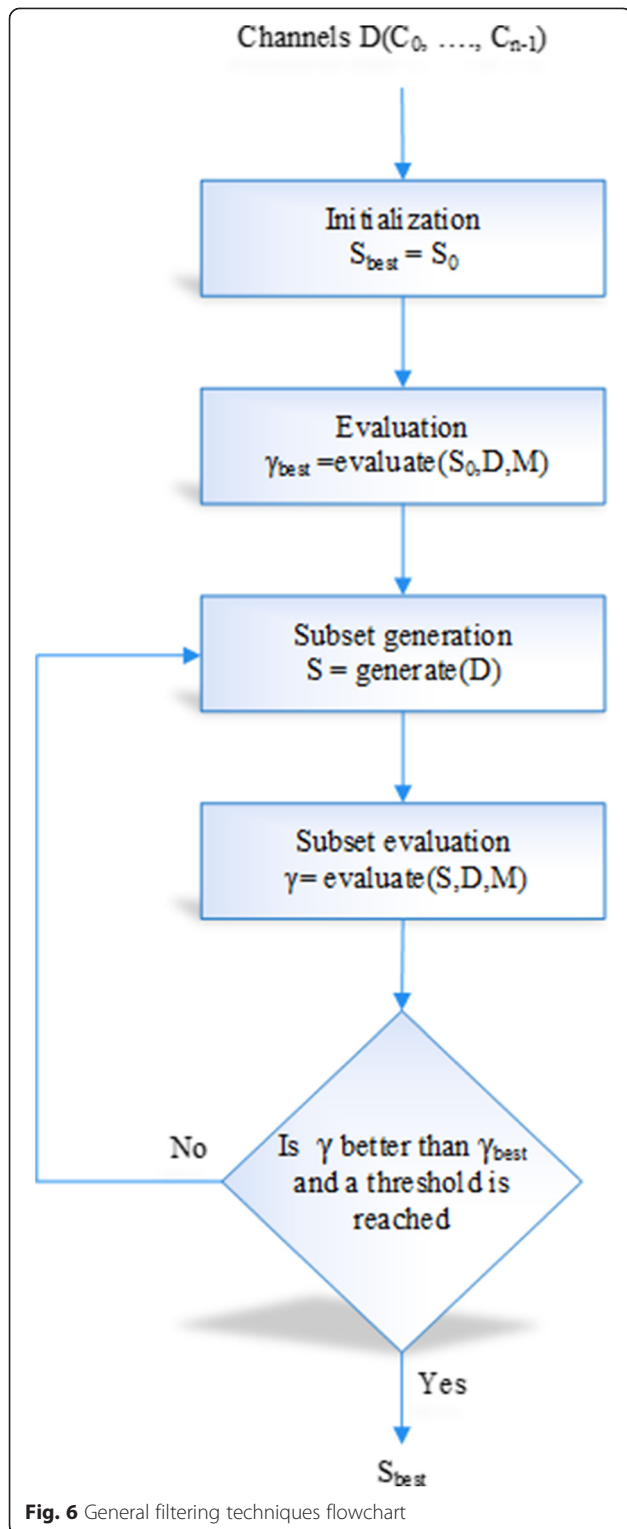 Channels D(C0, ...., Cn-1)
Initialization
Sbest = S0
Evaluation
γbest =evaluate(S0,D,M)
Subset generation
S = generate(D)
Subset evaluation
γ= evaluate(S,D,M)
No
Is γ better than γbest
and a threshold is
reached
Yes
Sbest
Fig. 6 General filtering techniques flowchart